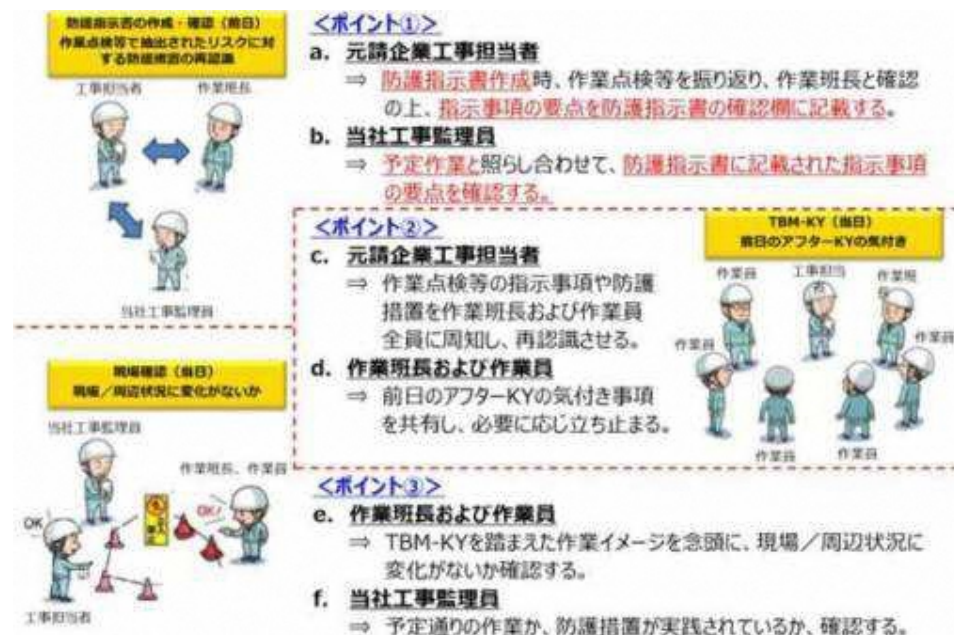 防護指示書の作成・確認（前日）
作業点検等で抽出されたリスクに対
する防護措置の再認識
工事担当者
作業班長
当社工事監理員
<ポイント①>
a. 元請企業工事担当者
⇒ 防護指示書作成時、作業点検等を振り返り、作業班長と確認
の上、指示事項の要点を防護指示書の確認欄に記載する。
b. 当社工事監理員
⇒ 予定作業と照らし合わせて、防護指示書に記載された指示事項
の要点を確認する。
<ポイント②>
c. 元請企業工事担当者
⇒ 作業点検等の指示事項や防護
措置を作業班長および作業員
全員に周知し、再認識させる。
d. 作業班長および作業員
⇒ 前日のアフターKYの気付き事項
を共有し、必要に応じ立ち止まる。
TBM-KY（当日）
前日のアフターKYの気付き
作業員
工事担当
者
作業班
長
作業員
作業員
作業員
作業員
現場確認（当日）
現場／周辺状況に変化がないか
当社工事監理員
作業班長、作業員
OK
OK!
工事担当者
<ポイント③>
e. 作業班長および作業員
⇒ TBM-KYを踏まえた作業イメージを念頭に、現場／周辺状況に
変化がないか確認する。
f. 当社工事監理員
⇒ 予定通りの作業か、防護措置が実践されているか、確認する。